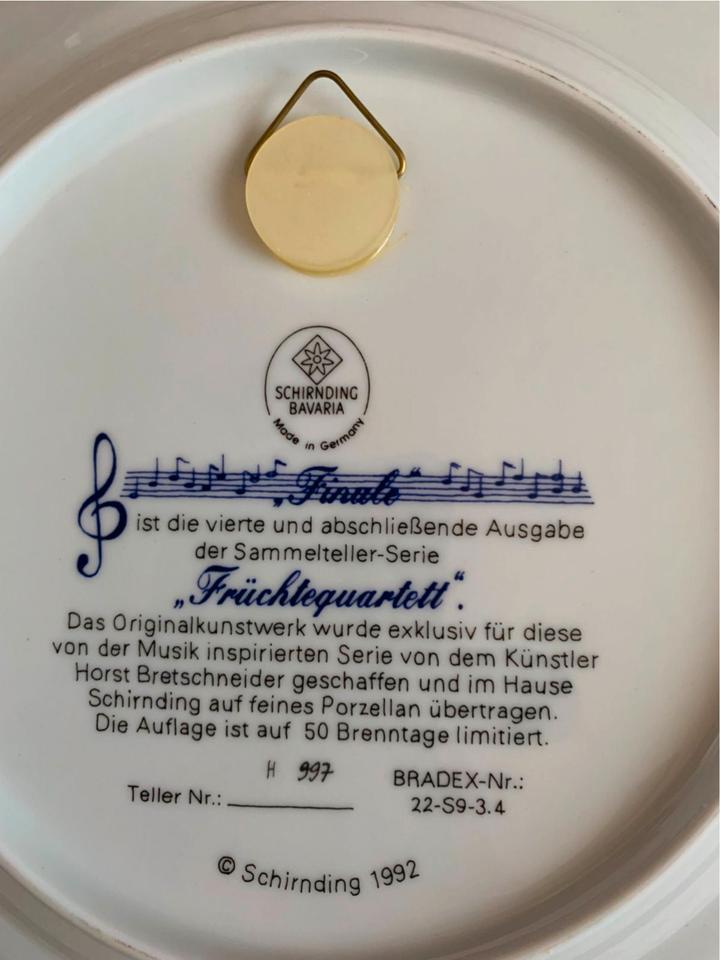 SCHIRNDING
BAVARIA
Made in Germany
„Finale“
ist die vierte und abschließende Ausgabe
der Sammelteller-Serie
„Früchtequartett“.
Das Originalkunstwerk wurde exklusiv für diese
von der Musik inspirierten Serie von dem Künstler
Horst Bretschneider geschaffen und im Hause
Schirnding auf feines Porzellan übertragen.
Die Auflage ist auf 50 Brenntage limitiert.
H 997
Teller Nr.:
BRADEX-Nr.:
22-S9-3.4
© Schirnding 1992